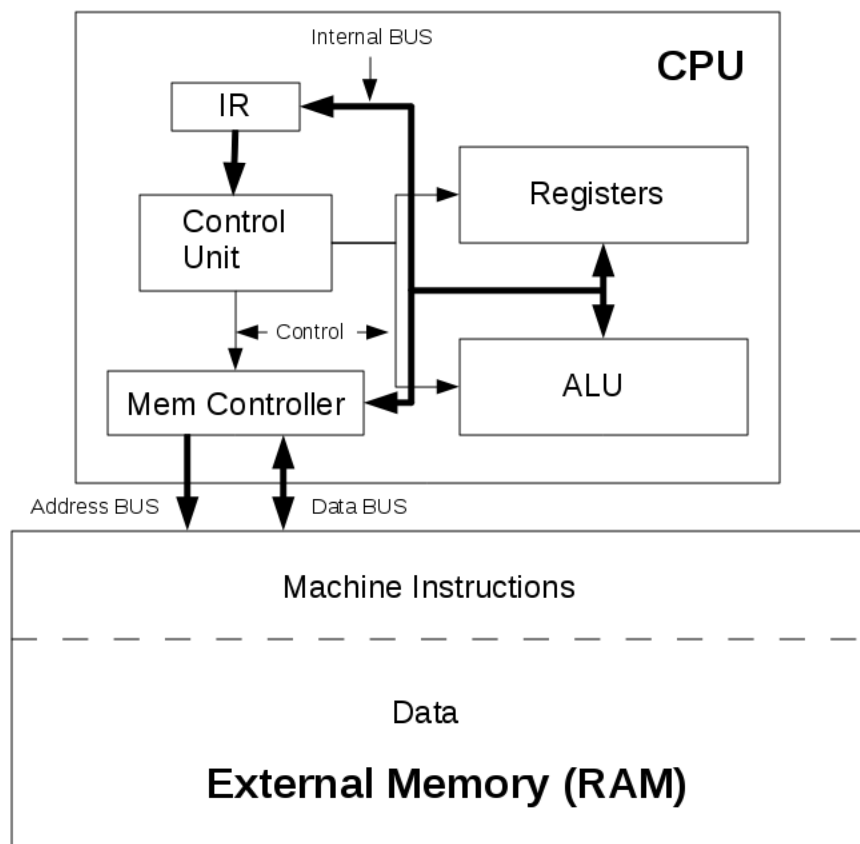 Internal BUS
CPU
IR
Registers
Control
Unit
Control
ALU
Mem Controller
Address BUS
Data BUS
Machine Instructions
Data
External Memory (RAM)